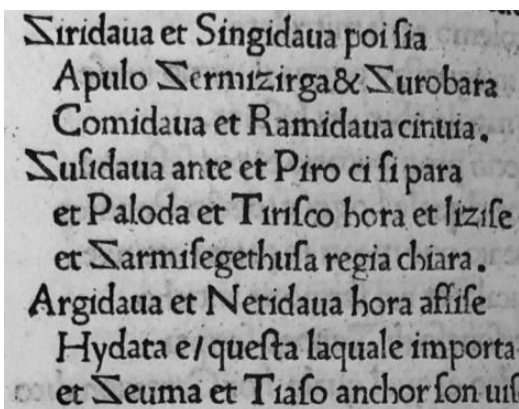 Ziridaua et Singidaua poi ſia
Apulo Zermizirga & Zurobara
Comidaua et Ramidaua cinuia.
Zuſidaua ante et Piro ci ſi para
et Paloda et Tiriſco hora et liziſe
et Zarmiſegethuſa regia chiara.
Argidaua et Netidaua hora affiſe
Hydata e/ queſta laquale importa
et Zeuma et Tiaſo anchor ſon uiſ